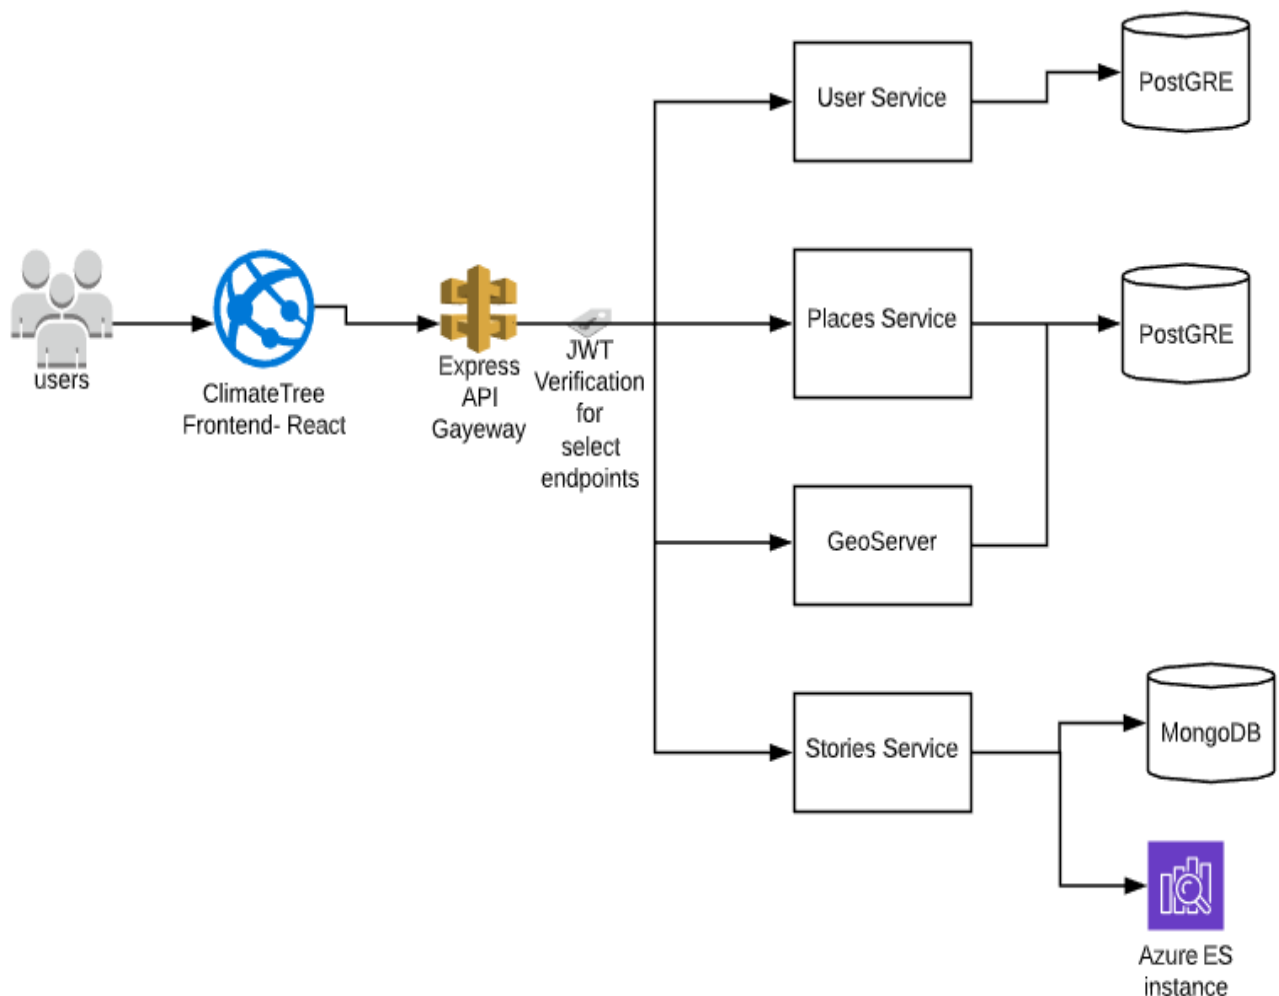 users
ClimateTree
Frontend- React
Express
API
Gayeway
JWT
Verification
for
select
endpoints
User Service
PostGRE
Places Service
PostGRE
GeoServer
Stories Service
MongoDB
Azure ES
instance